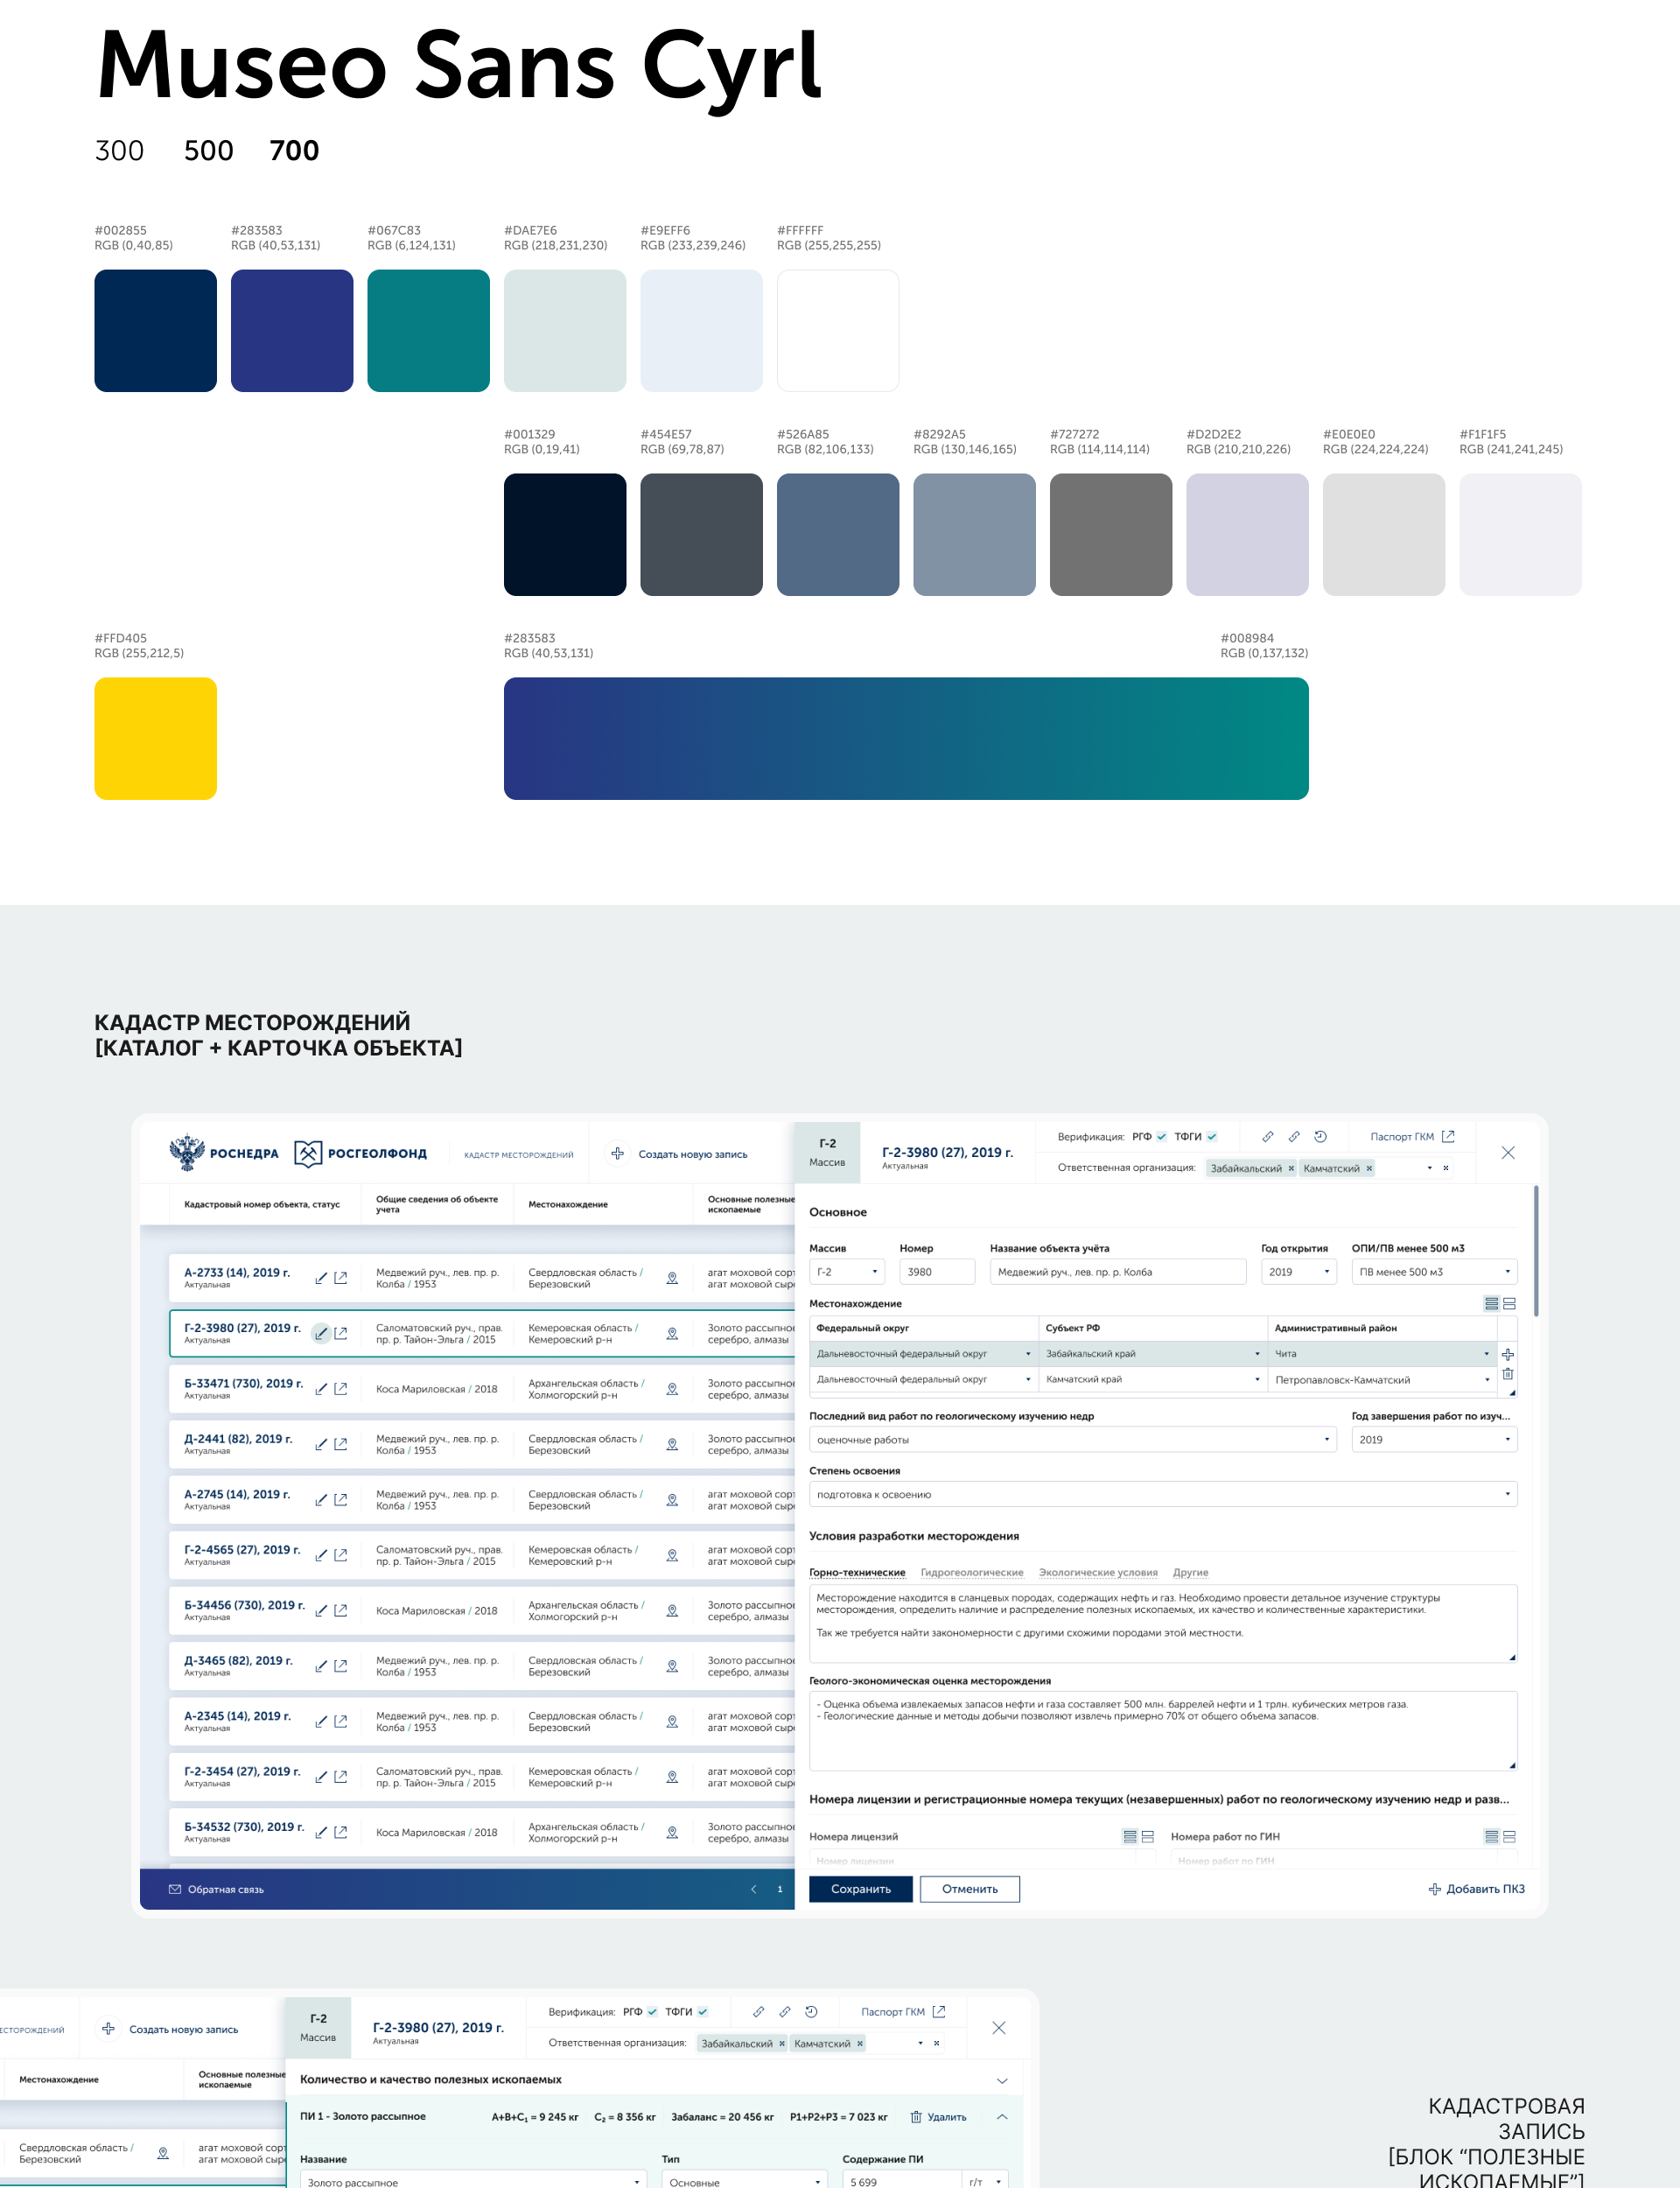 Museo Sans Cyrl
300 500 700
#002855 #283583 #067C83 #DAE7E6 #E9EFF6 #FFFFFF
RGB (0,40,85) RGB (40,53,131) RGB (6,124,131) RGB (218,231,230) RGB (233,239,246) RGB (255,255,255)
#001329 #454E57 #526A85 #8292A5 #727272 #D2D2E2 #E0E0E0 #F1F1F5
RGB (0,19,41) RGB (69,78,87) RGB (82,106,133) RGB (130,146,165) RGB (114,114,114) RGB (210,210,226) RGB (224,224,224) RGB (241,241,245)
#FFD405 #283583 #008984
RGB (255,212,5) RGB (40,53,131) RGB (0,137,132)
КАДАСТР МЕСТОРОЖДЕНИЙ
[КАТАЛОГ + КАРТОЧКА ОБЪЕКТА]
РОСНЕДРА РОСГЕОЛФОНД КАДАСТР МЕСТОРОЖДЕНИЙ Создать новую запись
Кадастровый номер объекта, статус Общие сведения об объекте учета Местонахождение Основные полезные ископаемые
А-2733 (14), 2019 г. Медвежий руч., лев. пр. р. Свердловская область / агат моховой сорт
Актуальная Колба / 1953 Березовский агат моховой сырь
Г-2-3980 (27), 2019 г. Саломатовский руч., прав. Кемеровская область / Золото рассыпное
Актуальная пр. р. Тайон-Эльга / 2015 Кемеровский р-н серебро, алмазы
Б-33471 (730), 2019 г. Коса Мариловская / 2018 Архангельская область / Золото рассыпное
Актуальная Холмогорский р-н серебро, алмазы
Д-2441 (82), 2019 г. Медвежий руч., лев. пр. р. Свердловская область / Золото рассыпное
Актуальная Колба / 1953 Березовский серебро, алмазы
А-2745 (14), 2019 г. Медвежий руч., лев. пр. р. Свердловская область / агат моховой сорт
Актуальная Колба / 1953 Березовский агат моховой сырь
Г-2-4565 (27), 2019 г. Саломатовский руч., прав. Кемеровская область / агат моховой сорт
Актуальная пр. р. Тайон-Эльга / 2015 Кемеровский р-н агат моховой сырь
Б-34456 (730), 2019 г. Коса Мариловская / 2018 Архангельская область / Золото рассыпное
Актуальная Холмогорский р-н серебро, алмазы
Д-3465 (82), 2019 г. Медвежий руч., лев. пр. р. Свердловская область / Золото рассыпное
Актуальная Колба / 1953 Березовский серебро, алмазы
А-2345 (14), 2019 г. Медвежий руч., лев. пр. р. Свердловская область / агат моховой сорт
Актуальная Колба / 1953 Березовский агат моховой сырь
Г-2-3454 (27), 2019 г. Саломатовский руч., прав. Кемеровская область / агат моховой сорт
Актуальная пр. р. Тайон-Эльга / 2015 Кемеровский р-н агат моховой сырь
Б-34532 (730), 2019 г. Коса Мариловская / 2018 Архангельская область / Золото рассыпное
Актуальная Холмогорский р-н серебро, алмазы
Обратная связь 1
Г-2
Массив
Г-2-3980 (27), 2019 г.
Актуальная
Верификация: РГФ ТФГИ Паспорт ГКМ
Ответственная организация: Забайкальский Камчатский
Основное
Массив Номер Название объекта учёта Год открытия ОПИ/ПВ менее 500 м3
Г-2 3980 Медвежий руч., лев. пр. р. Колба 2019 ПВ менее 500 м3
Местонахождение
Федеральный округ Субъект РФ Административный район
Дальневосточный федеральный округ Забайкальский край Чита
Дальневосточный федеральный округ Камчатский край Петропавловск-Камчатский
Последний вид работ по геологическому изучению недр Год завершения работ по изуч...
оценочные работы 2019
Степень освоения
подготовка к освоению
Условия разработки месторождения
Горно-технические Гидрогеологические Экологические условия Другие
Месторождение находится в сланцевых породах, содержащих нефть и газ. Необходимо провести детальное изучение структуры
месторождения, определить наличие и распределение полезных ископаемых, их качество и количественные характеристики.
Так же требуется найти закономерности с другими схожими породами этой местности.
Геолого-экономическая оценка месторождения
- Оценка объема извлекаемых запасов нефти и газа составляет 500 млн. баррелей нефти и 1 трлн. кубических метров газа.
- Геологические данные и методы добычи позволяют извлечь примерно 70% от общего объема запасов.
Номера лицензии и регистрационные номера текущих (незавершенных) работ по геологическому изучению недр и разв...
Номера лицензий Номера работ по ГИН
Номер лицензии Номер работ по ГИН
Сохранить Отменить Добавить ПКЗ
ЕСТОРОЖДЕНИЙ Создать новую запись
Местонахождение Основные полезные ископаемые
Свердловская область / агат моховой сорт
Березовский агат моховой сырь
Г-2
Массив
Г-2-3980 (27), 2019 г.
Актуальная
Верификация: РГФ ТФГИ Паспорт ГКМ
Ответственная организация: Забайкальский Камчатский
Количество и качество полезных ископаемых
ПИ 1 - Золото рассыпное A+B+C₁ = 9 245 кг C₂ = 8 356 кг Забаланс = 20 456 кг P1+P2+P3 = 7 023 кг Удалить
Название Тип Содержание ПИ
Золото рассыпное Основные 5 699 г/т
КАДАСТРОВАЯ
ЗАПИСЬ
[БЛОК “ПОЛЕЗНЫЕ
ИСКОПАЕМЫЕ”]